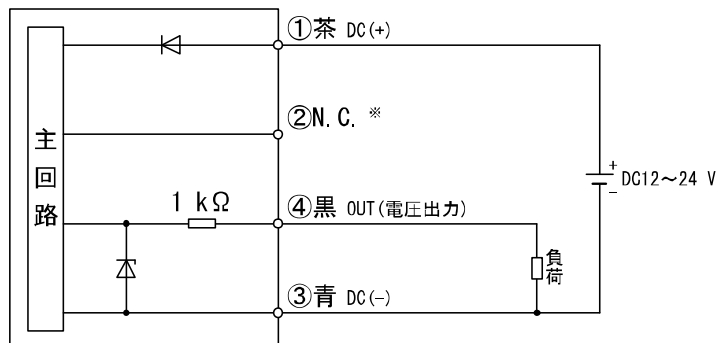 ①茶 DC(+)
②N.C. ※
主回路
1 kΩ
④黒 OUT(電圧出力)
負荷
③青 DC(−)
+
DC12～24 V
−